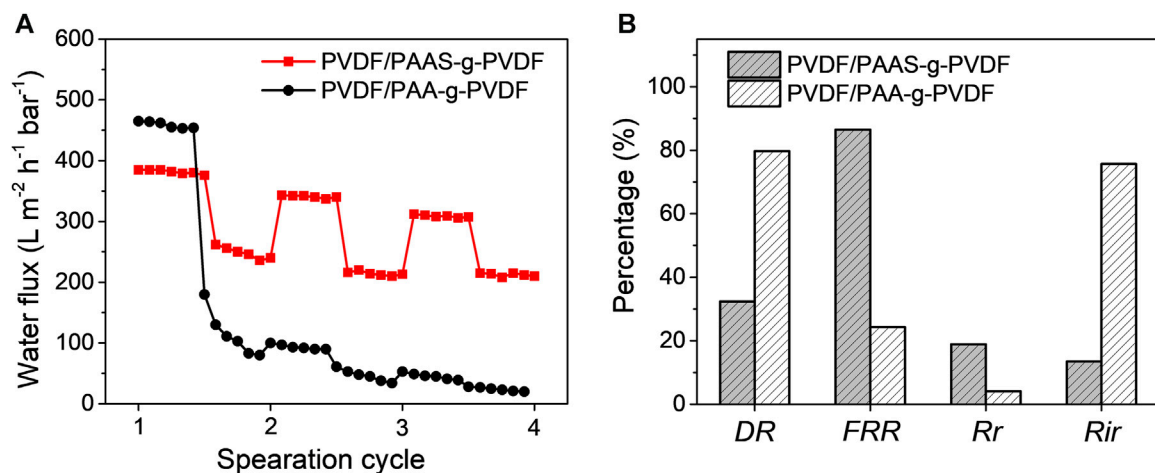 A
Water flux (L m⁻² h⁻¹ bar⁻¹)
600
500
400
300
200
100
0
PVDF/PAAS-g-PVDF
PVDF/PAA-g-PVDF
1
2
3
4
Spearation cycle
B
Percentage (%)
100
80
60
40
20
0
PVDF/PAAS-g-PVDF
PVDF/PAA-g-PVDF
DR
FRR
Rr
Rir